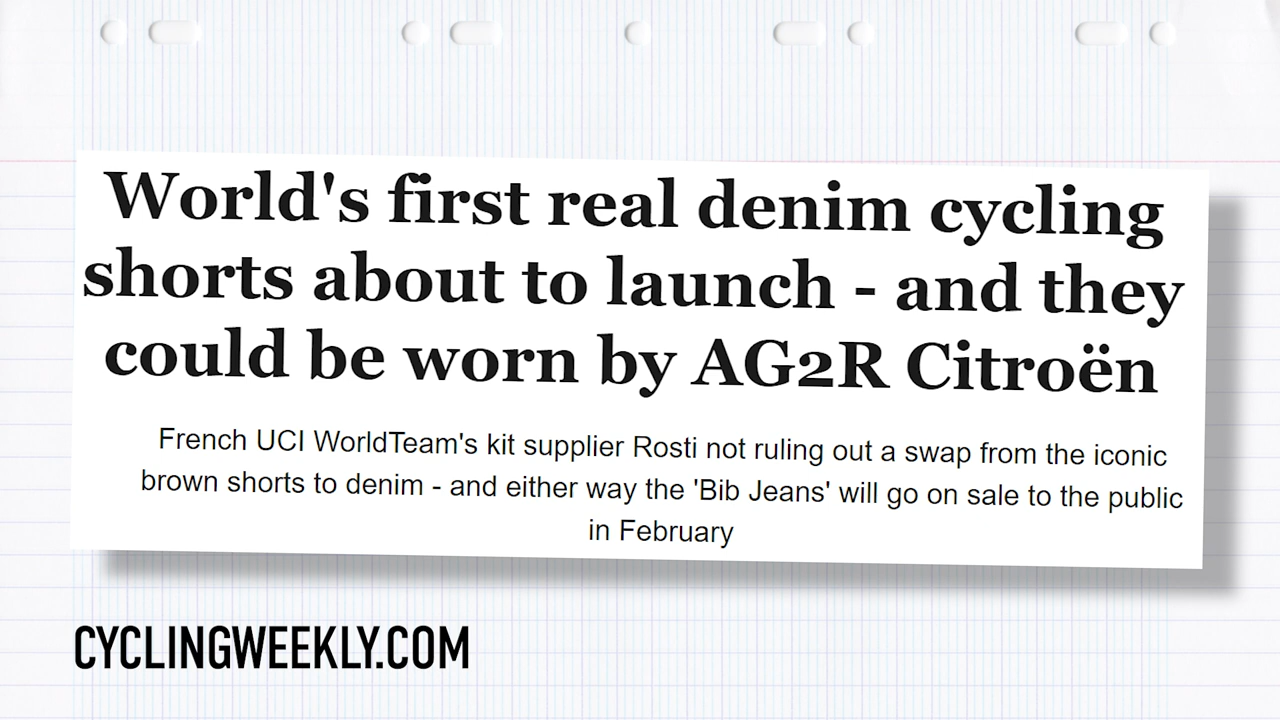 World's first real denim cycling
shorts about to launch - and they
could be worn by AG2R Citroën
French UCI WorldTeam's kit supplier Rosti not ruling out a swap from the iconic
brown shorts to denim - and either way the 'Bib Jeans' will go on sale to the public
in February
CYCLINGWEEKLY.COM